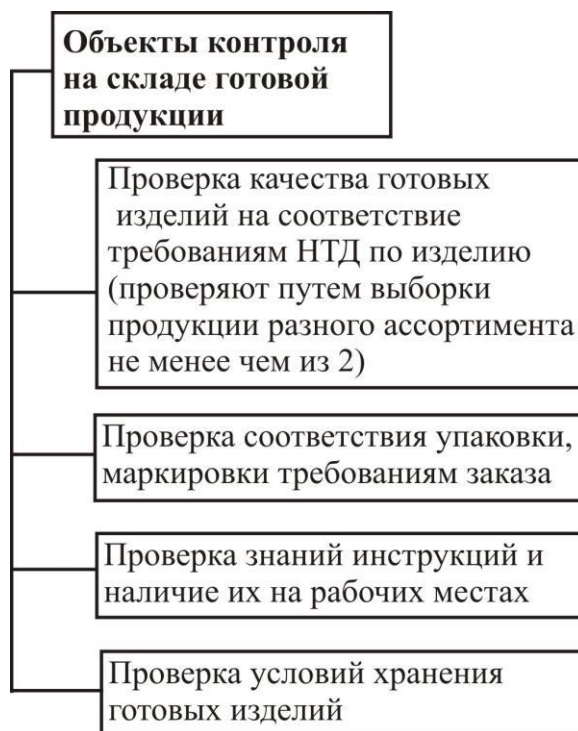 Объекты контроля
на складе готовой
продукции
Проверка качества готовых
изделий на соответствие
требованиям НТД по изделию
(проверяют путем выборки
продукции разного ассортимента
не менее чем из 2)
Проверка соответствия упаковки,
маркировки требованиям заказа
Проверка знаний инструкций и
наличие их на рабочих местах
Проверка условий хранения
готовых изделий